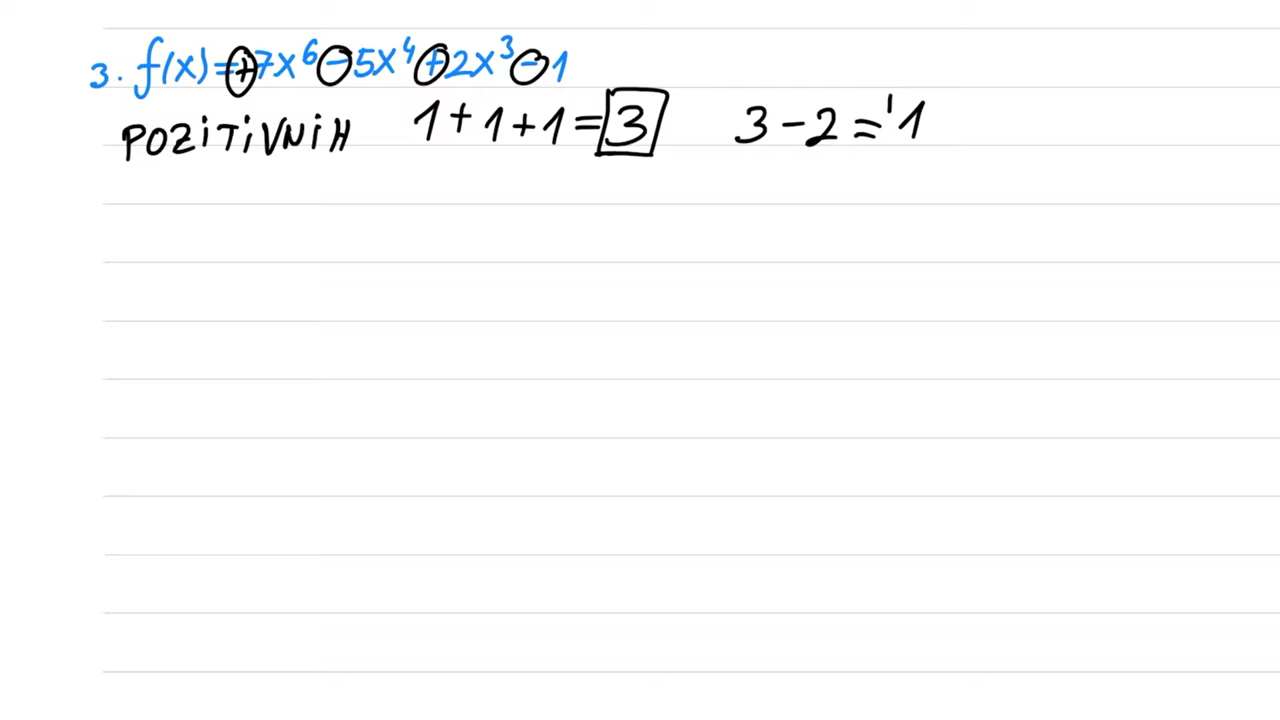 3. f(x)=+7x⁶-5x⁴+2x³-1
POZITIVNIH 1+1+1=3 3-2=1